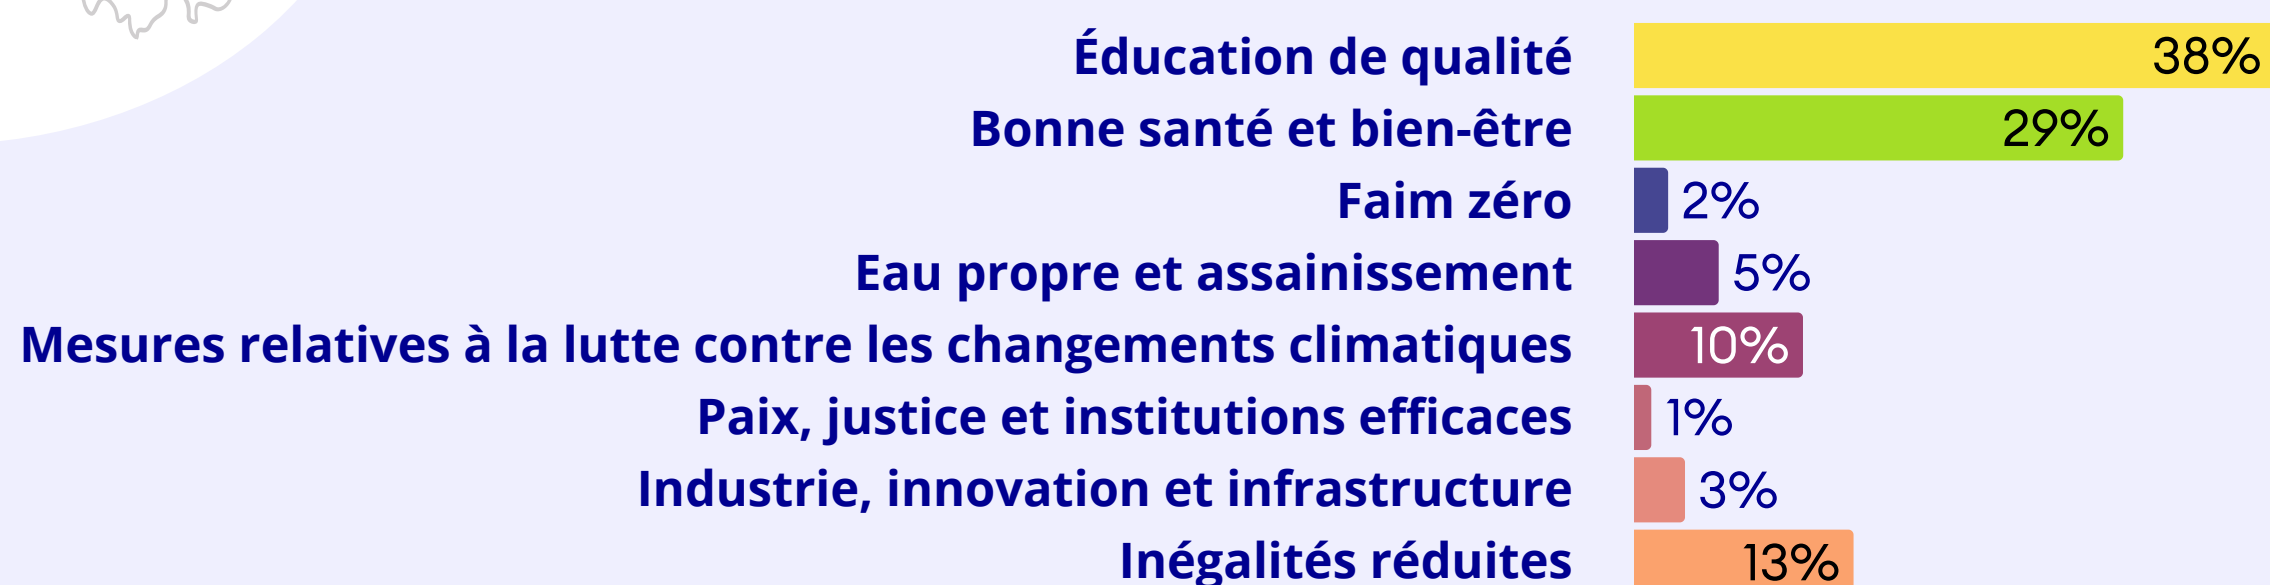 Éducation de qualité 38%
Bonne santé et bien-être 29%
Faim zéro 2%
Eau propre et assainissement 5%
Mesures relatives à la lutte contre les changements climatiques 10%
Paix, justice et institutions efficaces 1%
Industrie, innovation et infrastructure 3%
Inégalités réduites 13%